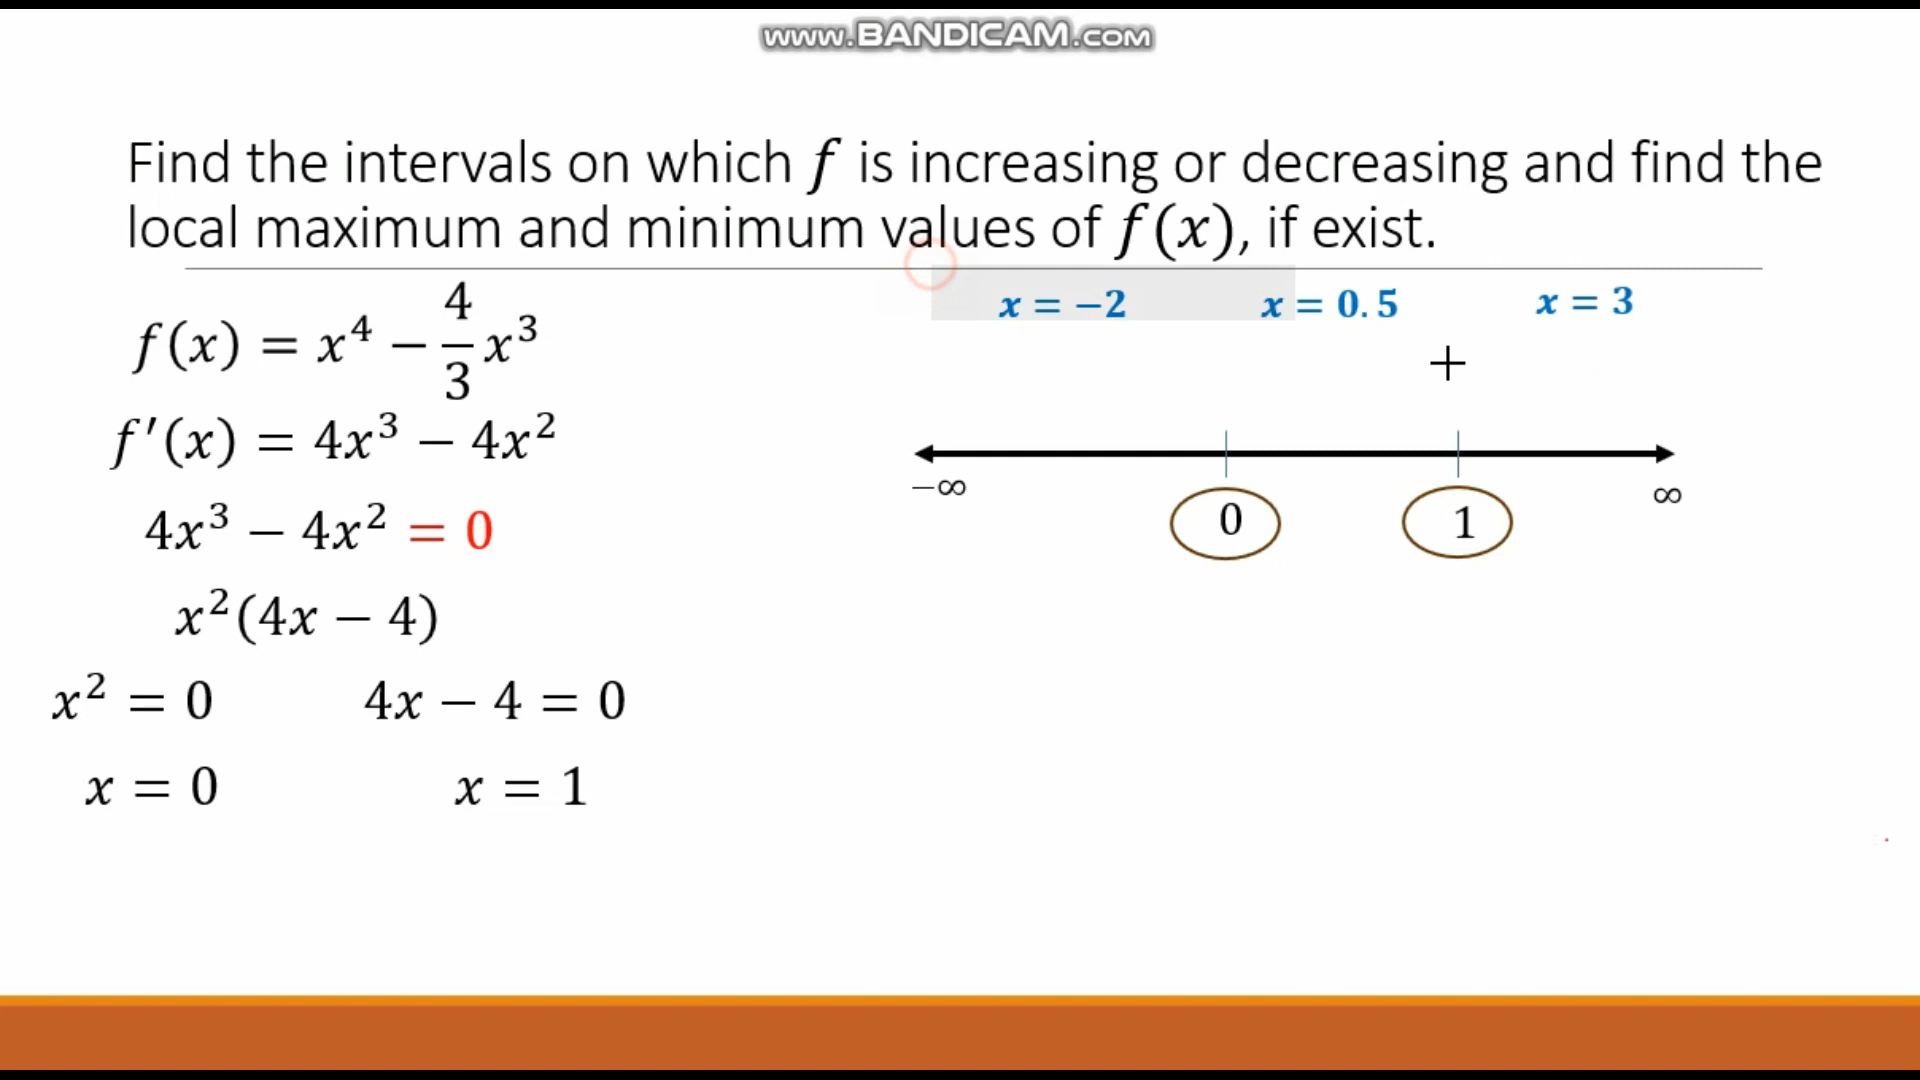 www.BANDICAM.com
Find the intervals on which f is increasing or decreasing and find the
local maximum and minimum values of f(x), if exist.
f(x) = x⁴ − 4/3 x³
f′(x) = 4x³ − 4x²
4x³ − 4x² = 0
x²(4x − 4)
x² = 0 4x − 4 = 0
x = 0 x = 1
x = −2 x = 0.5 x = 3
−∞ 0 1 ∞